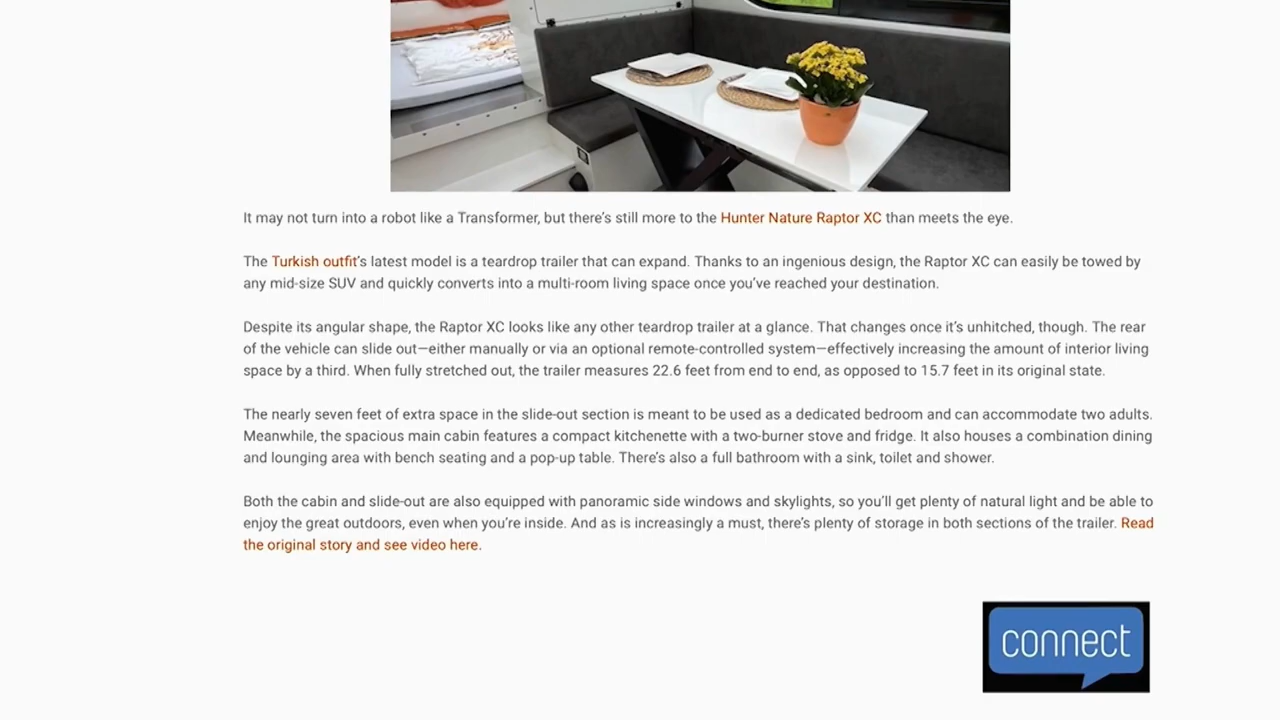 It may not turn into a robot like a Transformer, but there’s still more to the Hunter Nature Raptor XC than meets the eye.
The Turkish outfit’s latest model is a teardrop trailer that can expand. Thanks to an ingenious design, the Raptor XC can easily be towed by
any mid-size SUV and quickly converts into a multi-room living space once you’ve reached your destination.
Despite its angular shape, the Raptor XC looks like any other teardrop trailer at a glance. That changes once it’s unhitched, though. The rear
of the vehicle can slide out—either manually or via an optional remote-controlled system—effectively increasing the amount of interior living
space by a third. When fully stretched out, the trailer measures 22.6 feet from end to end, as opposed to 15.7 feet in its original state.
The nearly seven feet of extra space in the slide-out section is meant to be used as a dedicated bedroom and can accommodate two adults.
Meanwhile, the spacious main cabin features a compact kitchenette with a two-burner stove and fridge. It also houses a combination dining
and lounging area with bench seating and a pop-up table. There’s also a full bathroom with a sink, toilet and shower.
Both the cabin and slide-out are also equipped with panoramic side windows and skylights, so you’ll get plenty of natural light and be able to
enjoy the great outdoors, even when you’re inside. And as is increasingly a must, there’s plenty of storage in both sections of the trailer. Read
the original story and see video here.
connect